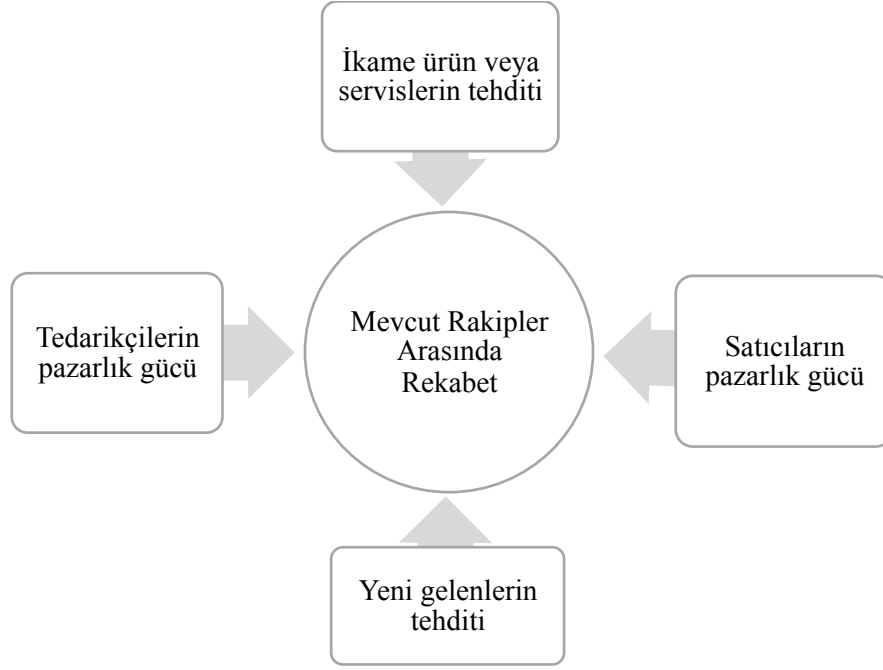 İkame ürün veya
servislerin tehditi
Tedarikçilerin
pazarlık gücü
Mevcut Rakipler
Arasında
Rekabet
Satıcıların
pazarlık gücü
Yeni gelenlerin
tehditi